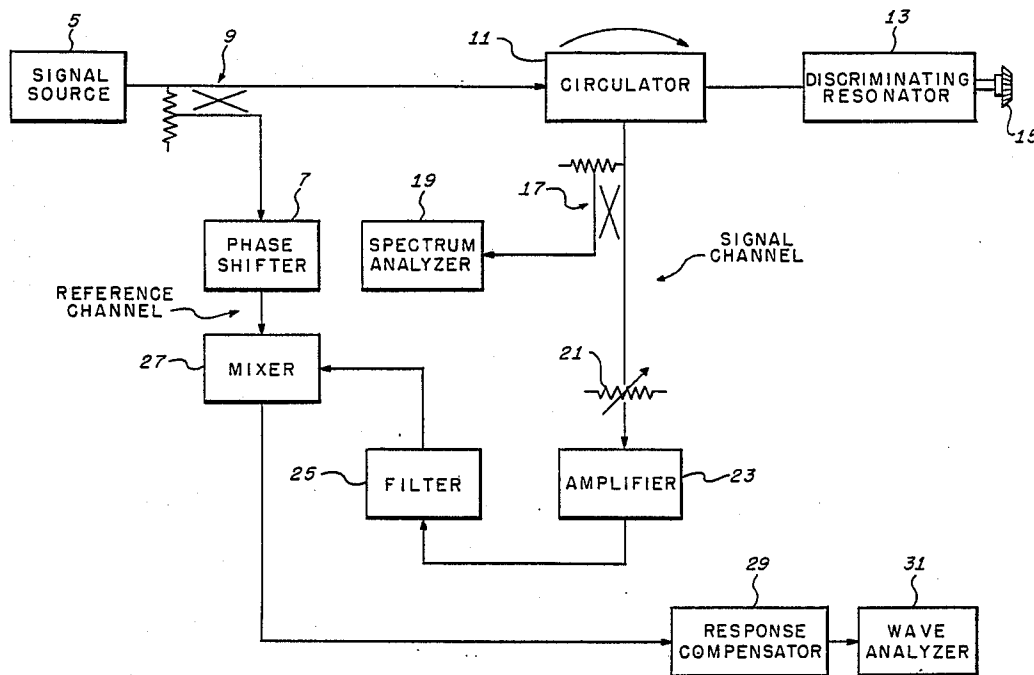 5
SIGNAL
SOURCE
9
11
CIRCULATOR
13
DISCRIMINATING
RESONATOR
15
7
PHASE
SHIFTER
19
SPECTRUM
ANALYZER
17
SIGNAL
CHANNEL
REFERENCE
CHANNEL
27
MIXER
21
25
FILTER
AMPLIFIER
23
29
RESPONSE
COMPENSATOR
31
WAVE
ANALYZER